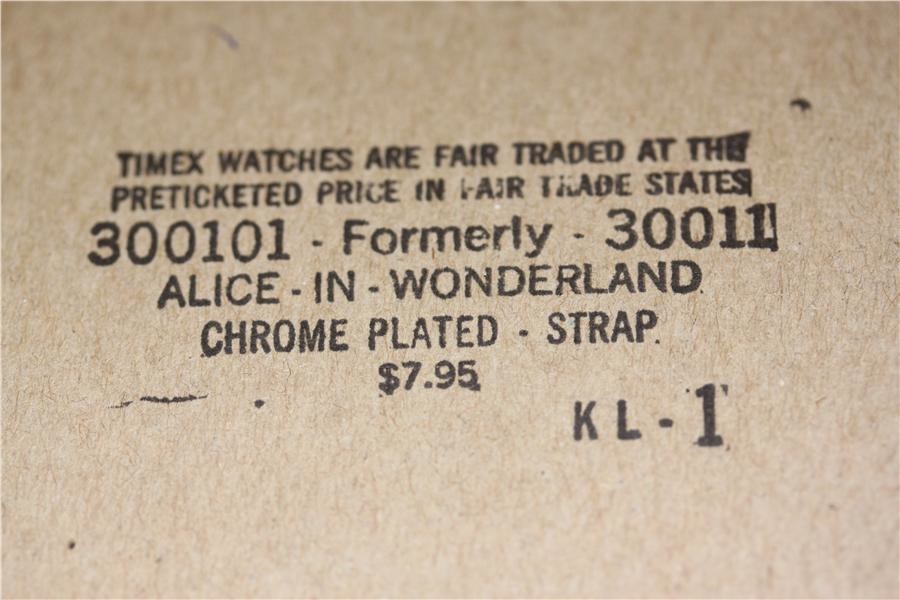 TIMEX WATCHES ARE FAIR TRADED AT THE
PRETICKETED PRICE IN FAIR TRADE STATES
300101 - Formerly - 30011
ALICE - IN - WONDERLAND
CHROME PLATED - STRAP.
$7.95
KL-1